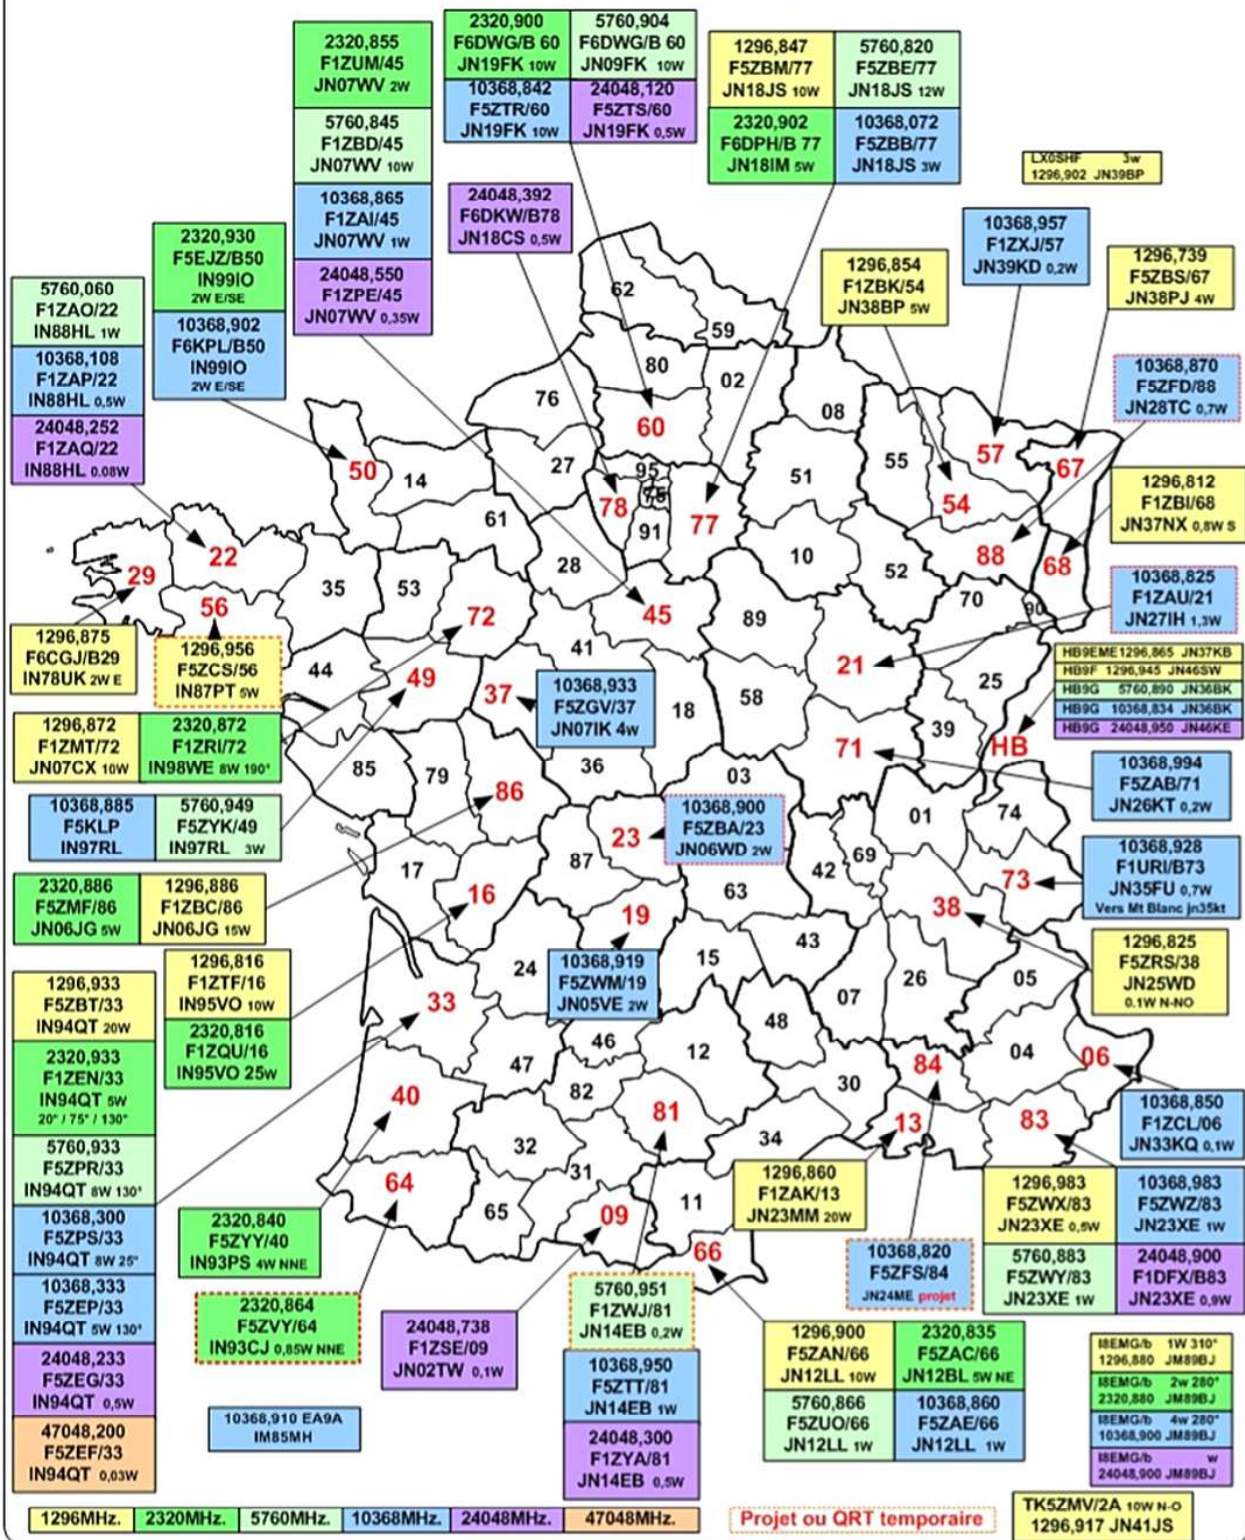 2320,855
F1ZUM/45
JN07WV 2W
5760,845
F1ZBD/45
JN07WV 10W
10368,865
F1ZAI/45
JN07WV 1W
24048,550
F1ZPE/45
JN07WV 0,35W
2320,900
F6DWG/B 60
JN19FK 10W
5760,904
F6DWG/B 60
JN09FK 10W
10368,842
F5ZTR/60
JN19FK 10W
24048,120
F5ZTS/60
JN19FK 0,5W
1296,847
F5ZBM/77
JN18JS 10W
5760,820
F5ZBE/77
JN18JS 12W
2320,902
F6DPH/B 77
JN18IM 5W
10368,072
F5ZBB/77
JN18JS 3W
LX0SHF 3w
1296,902 JN39BP
24048,392
F6DKW/B78
JN18CS 0,5W
10368,957
F1ZXJ/57
JN39KD 0,2W
1296,854
F1ZBK/54
JN38BP 5W
1296,739
F5ZBS/67
JN38PJ 4W
2320,930
F5EJZ/B50
IN99IO
2W E/SE
10368,902
F6KPL/B50
IN99IO
2W E/SE
5760,060
F1ZAO/22
IN88HL 1W
10368,108
F1ZAP/22
IN88HL 0,5W
24048,252
F1ZAQ/22
IN88HL 0.08W
10368,870
F5ZFD/88
JN28TC 0,7W
1296,812
F1ZBI/68
JN37NX 0,8W S
10368,825
F1ZAU/21
JN27IH 1,3W
HB9EME 1296,865 JN37KB
HB9F 1296,945 JN46SW
HB9G 5760,890 JN36BK
HB9G 10368,834 JN36BK
HB9G 24048,950 JN46KE
62
59
80
02
76
60
08
27
95
75
78
77
91
51
55
57
67
54
50
14
61
22
29
56
35
53
72
28
45
10
52
88
68
70
90
89
41
21
25
44
49
37
18
58
71
39
HB
85
79
86
36
03
23
01
74
17
16
87
63
42
69
73
38
19
24
15
43
26
05
07
33
47
46
12
48
30
84
04
06
40
82
81
13
83
32
34
31
64
65
09
11
66
1296,875
F6CGJ/B29
IN78UK 2W E
1296,956
F5ZCS/56
IN87PT 5W
1296,872
F1ZMT/72
JN07CX 10W
2320,872
F1ZRI/72
IN98WE 8W 190°
10368,885
F5KLP
IN97RL
5760,949
F5ZYK/49
IN97RL 3W
10368,933
F5ZGV/37
JN07IK 4w
10368,900
F5ZBA/23
JN06WD 2W
10368,994
F5ZAB/71
JN26KT 0,2W
10368,928
F1URI/B73
JN35FU 0,7W
Vers Mt Blanc jn35kt
2320,886
F5ZMF/86
JN06JG 5W
1296,886
F1ZBC/86
JN06JG 15W
1296,816
F1ZTF/16
IN95VO 10W
2320,816
F1ZQU/16
IN95VO 25W
10368,919
F5ZWM/19
JN05VE 2W
1296,825
F5ZRS/38
JN25WD
0.1W N-NO
1296,933
F5ZBT/33
IN94QT 20W
2320,933
F1ZEN/33
IN94QT 5W
20° / 75° / 130°
5760,933
F5ZPR/33
IN94QT 8W 130°
10368,300
F5ZPS/33
IN94QT 8W 25°
10368,333
F5ZEP/33
IN94QT 5W 130°
24048,233
F5ZEG/33
IN94QT 0,5W
47048,200
F5ZEF/33
IN94QT 0,03W
10368,850
F1ZCL/06
JN33KQ 0,1W
1296,860
F1ZAK/13
JN23MM 20W
1296,983
F5ZWX/83
JN23XE 0,5W
10368,983
F5ZWZ/83
JN23XE 1W
5760,883
F5ZWY/83
JN23XE 1W
24048,900
F1DFX/B83
JN23XE 0,9W
10368,820
F5ZFS/84
JN24ME projet
2320,840
F5ZYY/40
IN93PS 4W NNE
2320,864
F5ZVY/64
IN93CJ 0,85W NNE
24048,738
F1ZSE/09
JN02TW 0,1W
5760,951
F1ZWJ/81
JN14EB 0,2W
10368,950
F5ZTT/81
JN14EB 1W
24048,300
F1ZYA/81
JN14EB 0,5W
1296,900
F5ZAN/66
JN12LL 10W
2320,835
F5ZAC/66
JN12BL 5W NE
5760,866
F5ZUO/66
JN12LL 1W
10368,860
F5ZAE/66
JN12LL 1W
I8EMG/b 1W 310°
1296,880 JM89BJ
I8EMG/b 2w 280°
2320,880 JM89BJ
I8EMG/b 4w 280°
10368,900 JM89BJ
I8EMG/b w
24048,900 JM89BJ
10368,910 EA9A
IM85MH
TK5ZMV/2A 10W N-O
1296,917 JN41JS
1296MHz.
2320MHz.
5760MHz.
10368MHz.
24048MHz.
47048MHz.
Projet ou QRT temporaire